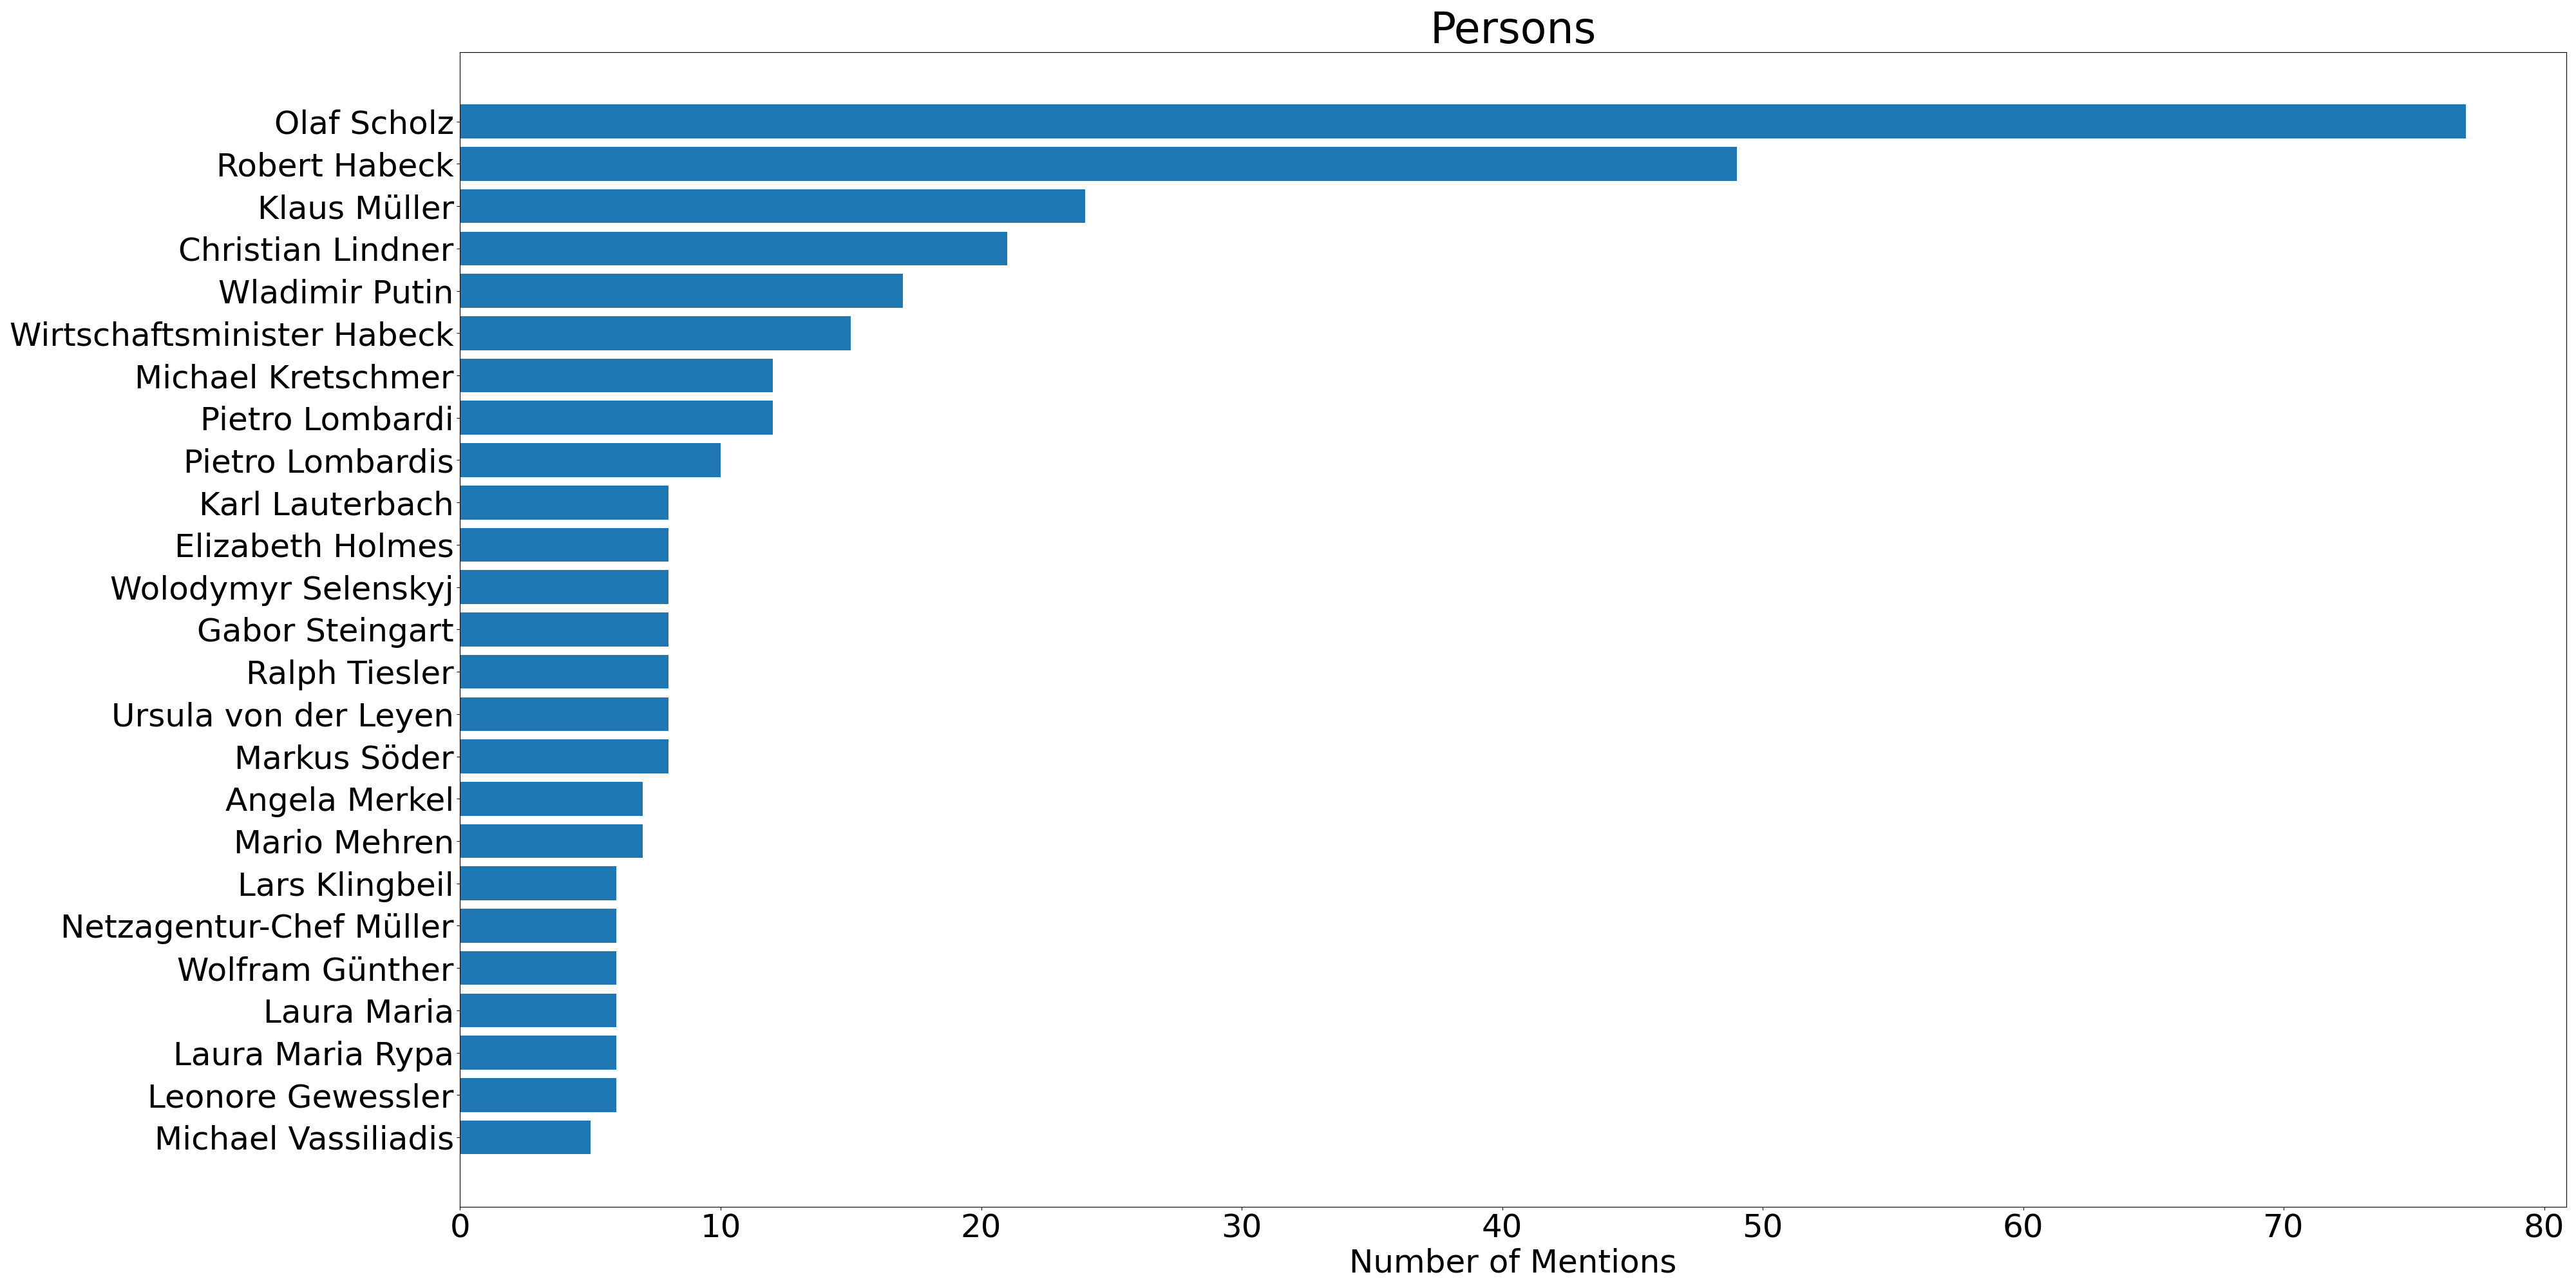 Persons
Olaf Scholz
Robert Habeck
Klaus Müller
Christian Lindner
Wladimir Putin
Wirtschaftsminister Habeck
Michael Kretschmer
Pietro Lombardi
Pietro Lombardis
Karl Lauterbach
Elizabeth Holmes
Wolodymyr Selenskyj
Gabor Steingart
Ralph Tiesler
Ursula von der Leyen
Markus Söder
Angela Merkel
Mario Mehren
Lars Klingbeil
Netzagentur-Chef Müller
Wolfram Günther
Laura Maria
Laura Maria Rypa
Leonore Gewessler
Michael Vassiliadis
0 10 20 30 40 50 60 70 80
Number of Mentions